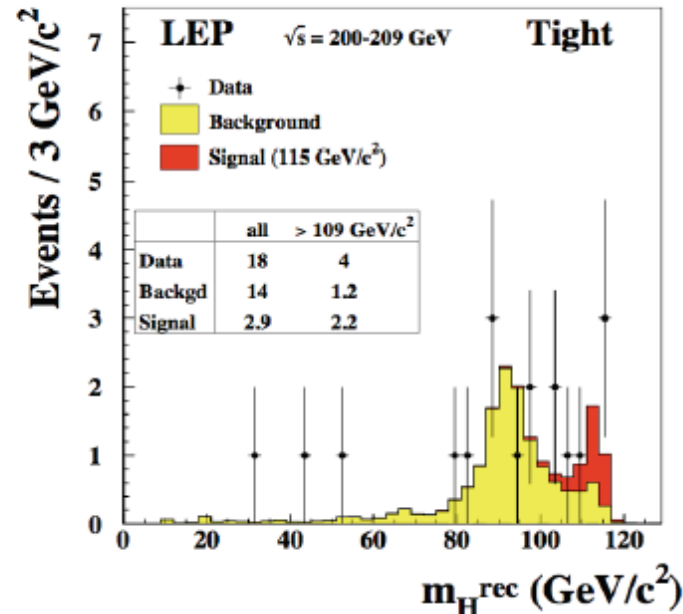 LEP √s = 200-209 GeV Tight
Data
Background
Signal (115 GeV/c²)
all > 109 GeV/c²
Data 18 4
Backgd 14 1.2
Signal 2.9 2.2
Events / 3 GeV/c²
7
6
5
4
3
2
1
0
0 20 40 60 80 100 120
m_H^rec (GeV/c²)